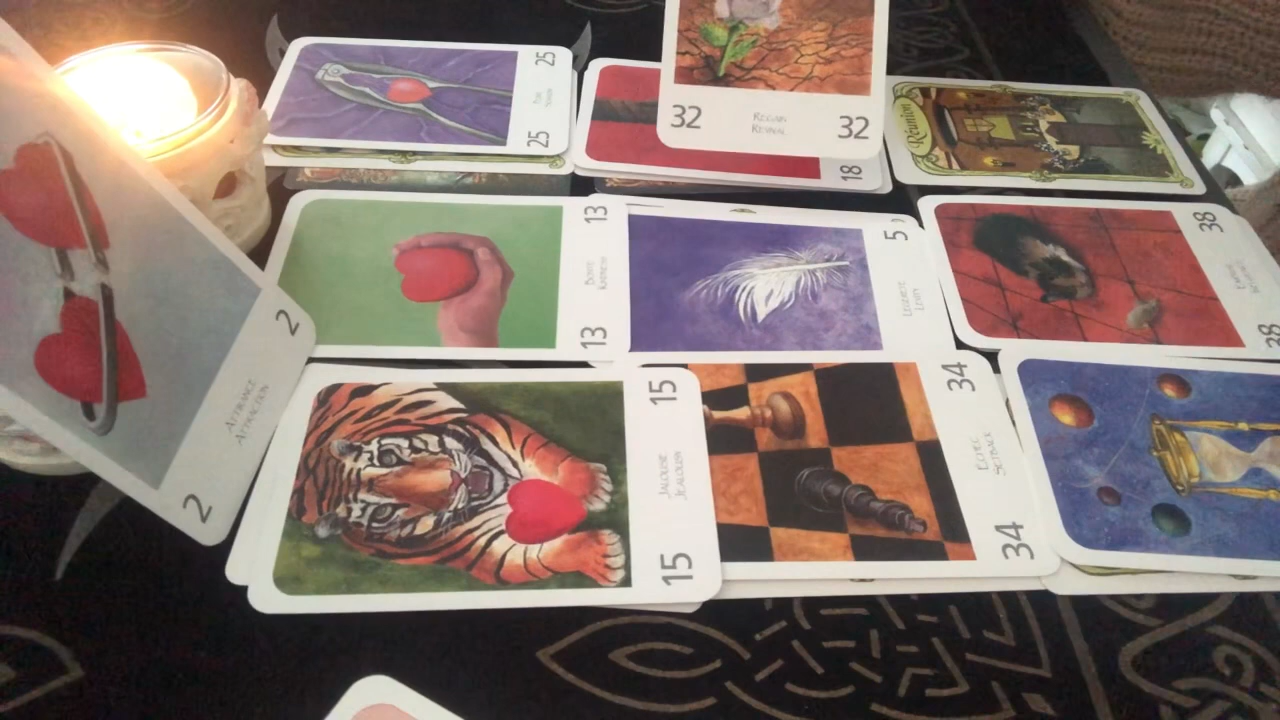 25
25
32
REGAIN
REVIVAL
32
18
Réunion
13
BONTÉ
KINDNESS
13
5
LÉGÈRETÉ
LEVITY
38
38
2
ATTIRANCE
ATTRACTION
2
15
JALOUSIE
JEALOUSY
15
34
ÉCHEC
SETBACK
34